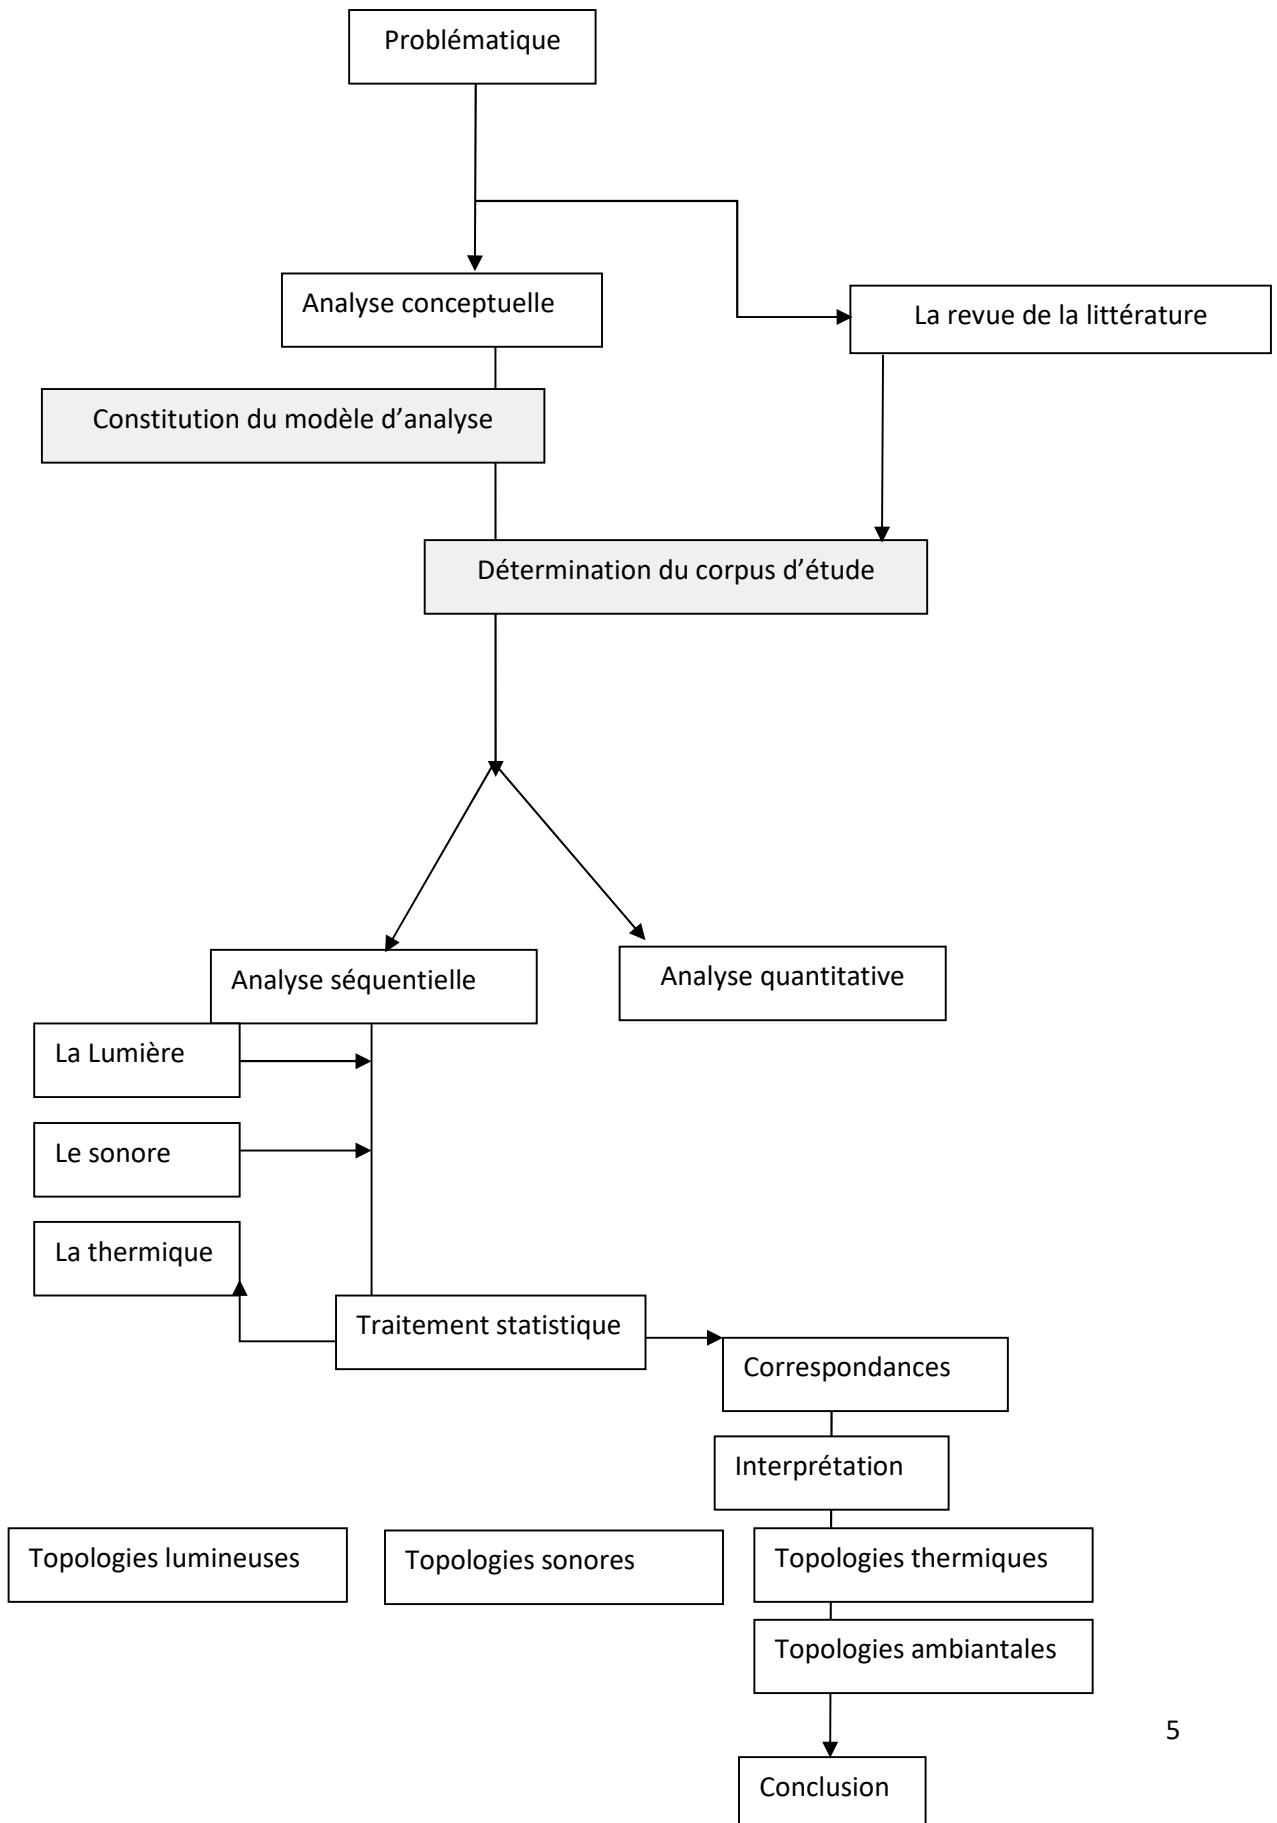 Problématique
Analyse conceptuelle
La revue de la littérature
Constitution du modèle d’analyse
Détermination du corpus d’étude
Analyse séquentielle
Analyse quantitative
La Lumière
Le sonore
La thermique
Traitement statistique
Correspondances
Interprétation
Topologies lumineuses
Topologies sonores
Topologies thermiques
Topologies ambiantales
5
Conclusion